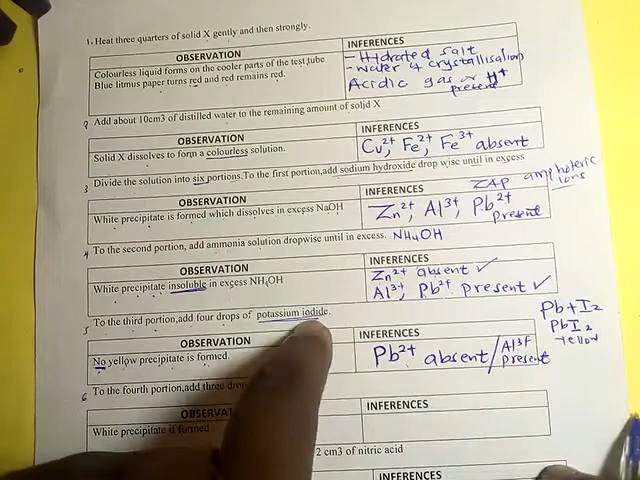 1. Heat three quarters of solid X gently and then strongly.
OBSERVATION
INFERENCES
Colourless liquid forms on the cooler parts of the test tube
Blue litmus paper turns red and red remains red.
- Hydrated salt
- water of crystallisation
Acidic gas or H+
present
2 Add about 10cm3 of distilled water to the remaining amount of solid X
OBSERVATION
INFERENCES
Solid X dissolves to form a colourless solution.
Cu2+, Fe2+, Fe3+ absent
3 Divide the solution into six portions.To the first portion,add sodium hydroxide drop wise until in excess
OBSERVATION
INFERENCES
ZAP amphoteric
ions
White precipitate is formed which dissolves in excess NaOH
Zn2+, Al3+, Pb2+
present
4 To the second portion, add ammonia solution dropwise until in excess. NH4OH
OBSERVATION
INFERENCES
White precipitate insoluble in excess NH4OH
Zn2+ absent ✓
Al3+, Pb2+ present ✓
5 To the third portion,add four drops of potassium iodide.
OBSERVATION
INFERENCES
No yellow precipitate is formed.
Pb2+ absent / Al3+
present
Pb + I2
PbI2
Yellow
6 To the fourth portion,add three
INFERENCES
White precipitate if formed
2 cm3 of nitric acid
INFERENCES